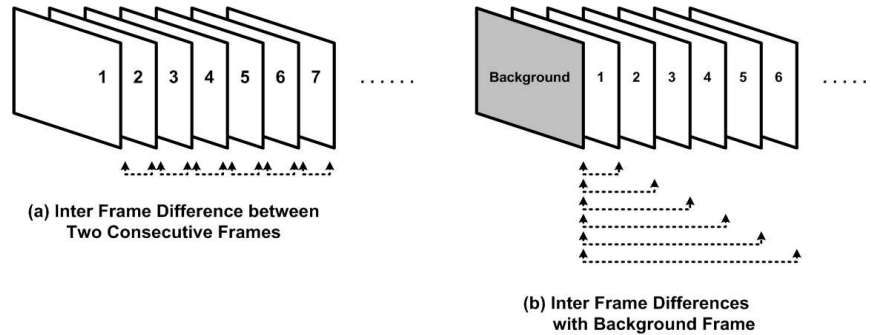 1 2 3 4 5 6 7 ......
(a) Inter Frame Difference between
Two Consecutive Frames
Background 1 2 3 4 5 6 ......
(b) Inter Frame Differences
with Background Frame